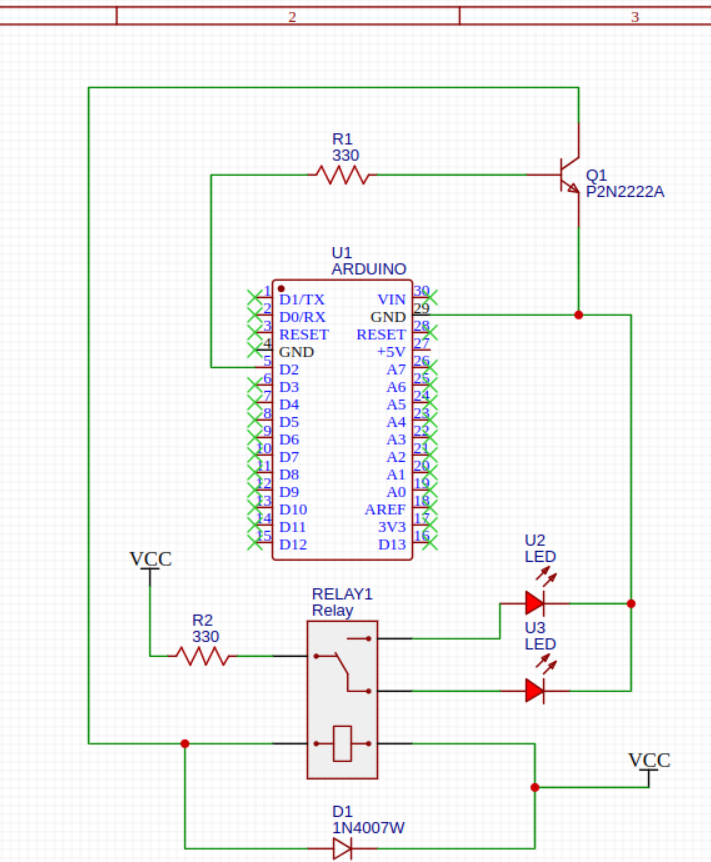 2
3
R1
330
Q1
P2N2222A
U1
ARDUINO
1 D1/TX VIN 30
2 D0/RX GND 29
3 RESET RESET 28
4 GND +5V 27
5 D2 A7 26
6 D3 A6 25
7 D4 A5 24
8 D5 A4 23
9 D6 A3 22
10 D7 A2 21
11 D8 A1 20
12 D9 A0 19
13 D10 AREF 18
14 D11 3V3 17
15 D12 D13 16
U2
LED
VCC
RELAY1
Relay
R2
330
U3
LED
VCC
D1
1N4007W